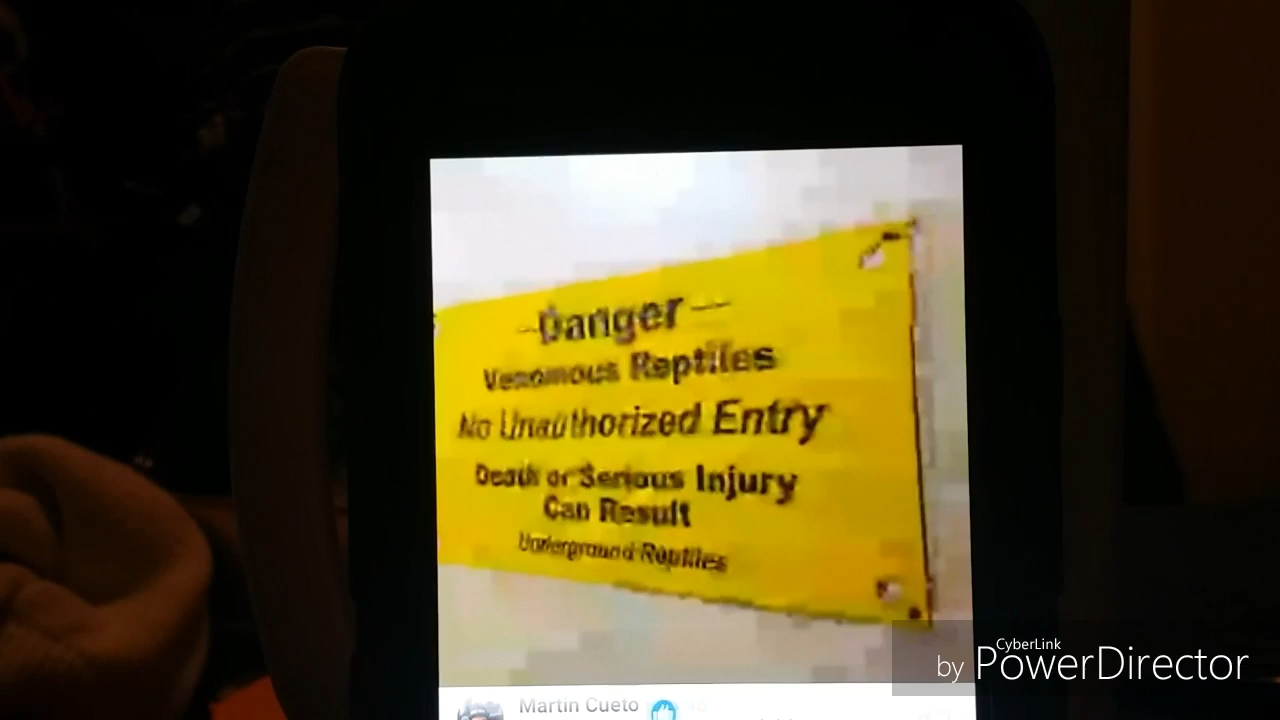 Danger
Venomous Reptiles
No Unauthorized Entry
Death or Serious Injury
Can Result
Underground Reptiles
Martin Cueto
CyberLink
by PowerDirector